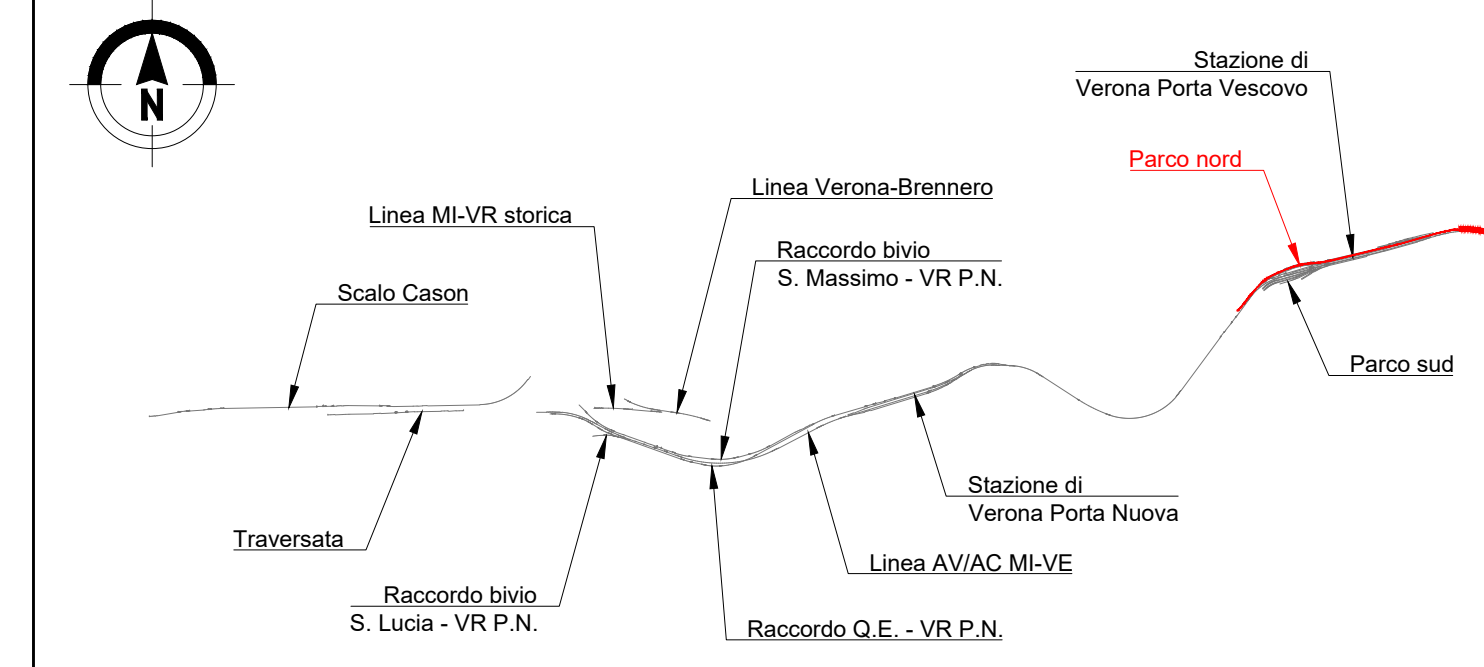 N
Stazione di
Verona Porta Vescovo
Parco nord
Linea Verona-Brennero
Linea MI-VR storica
Raccordo bivio
S. Massimo - VR P.N.
Scalo Cason
Parco sud
Stazione di
Verona Porta Nuova
Traversata
Linea AV/AC MI-VE
Raccordo bivio
S. Lucia - VR P.N.
Raccordo Q.E. - VR P.N.